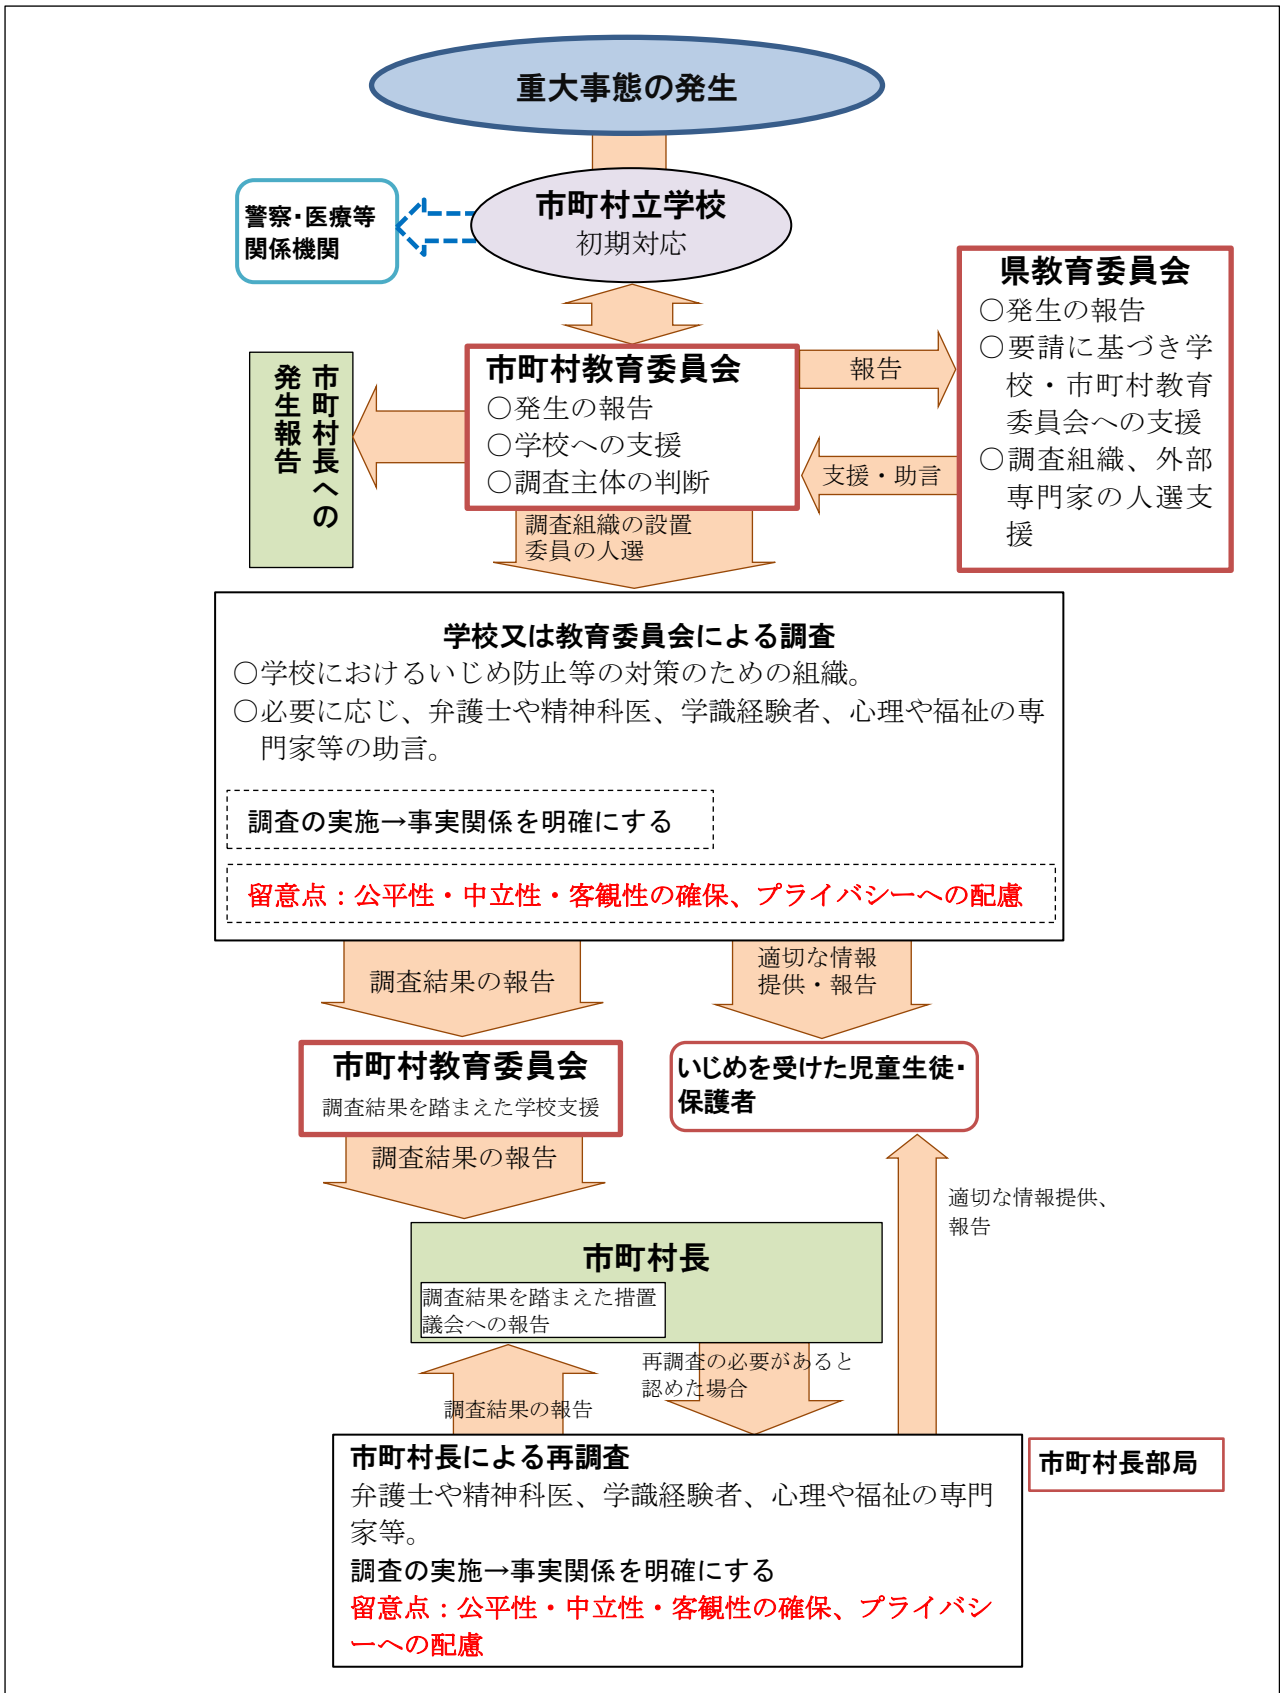 重大事態の発生
市町村立学校
初期対応
警察・医療等
関係機関
県教育委員会
○発生の報告
○要請に基づき学
校・市町村教育
委員会への支援
○調査組織、外部
専門家の人選支
援
市町村教育委員会
○発生の報告
○学校への支援
○調査主体の判断
報告
支援・助言
市町村長への
発生報告
調査組織の設置
委員の人選
学校又は教育委員会による調査
○学校におけるいじめ防止等の対策のための組織。
○必要に応じ、弁護士や精神科医、学識経験者、心理や福祉の専
門家等の助言。
調査の実施→事実関係を明確にする
留意点：公平性・中立性・客観性の確保、プライバシーへの配慮
調査結果の報告
適切な情報
提供・報告
市町村教育委員会
調査結果を踏まえた学校支援
いじめを受けた児童生徒・
保護者
調査結果の報告
適切な情報提供、
報告
市町村長
調査結果を踏まえた措置
議会への報告
再調査の必要があると
認めた場合
調査結果の報告
市町村長による再調査
弁護士や精神科医、学識経験者、心理や福祉の専門
家等。
調査の実施→事実関係を明確にする
留意点：公平性・中立性・客観性の確保、プライバシ
ーへの配慮
市町村長部局